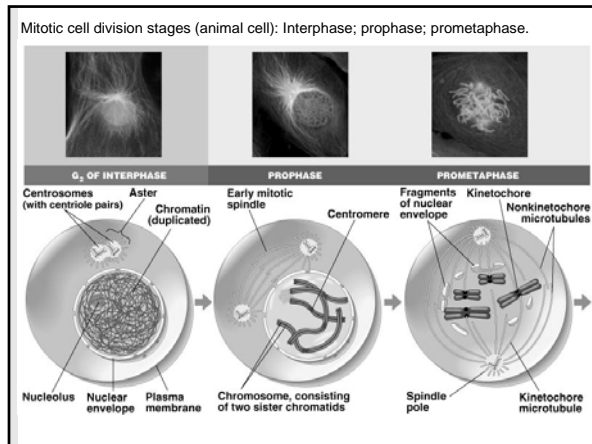 Mitotic cell division stages (animal cell): Interphase; prophase; prometaphase.
G2 OF INTERPHASE
PROPHASE
PROMETAPHASE
Centrosomes
(with centriole pairs)
Aster
Chromatin
(duplicated)
Early mitotic
spindle
Centromere
Fragments
of nuclear
envelope
Kinetochore
Nonkinetochore
microtubules
Nucleolus
Nuclear
envelope
Plasma
membrane
Chromosome, consisting
of two sister chromatids
Spindle
pole
Kinetochore
microtubule